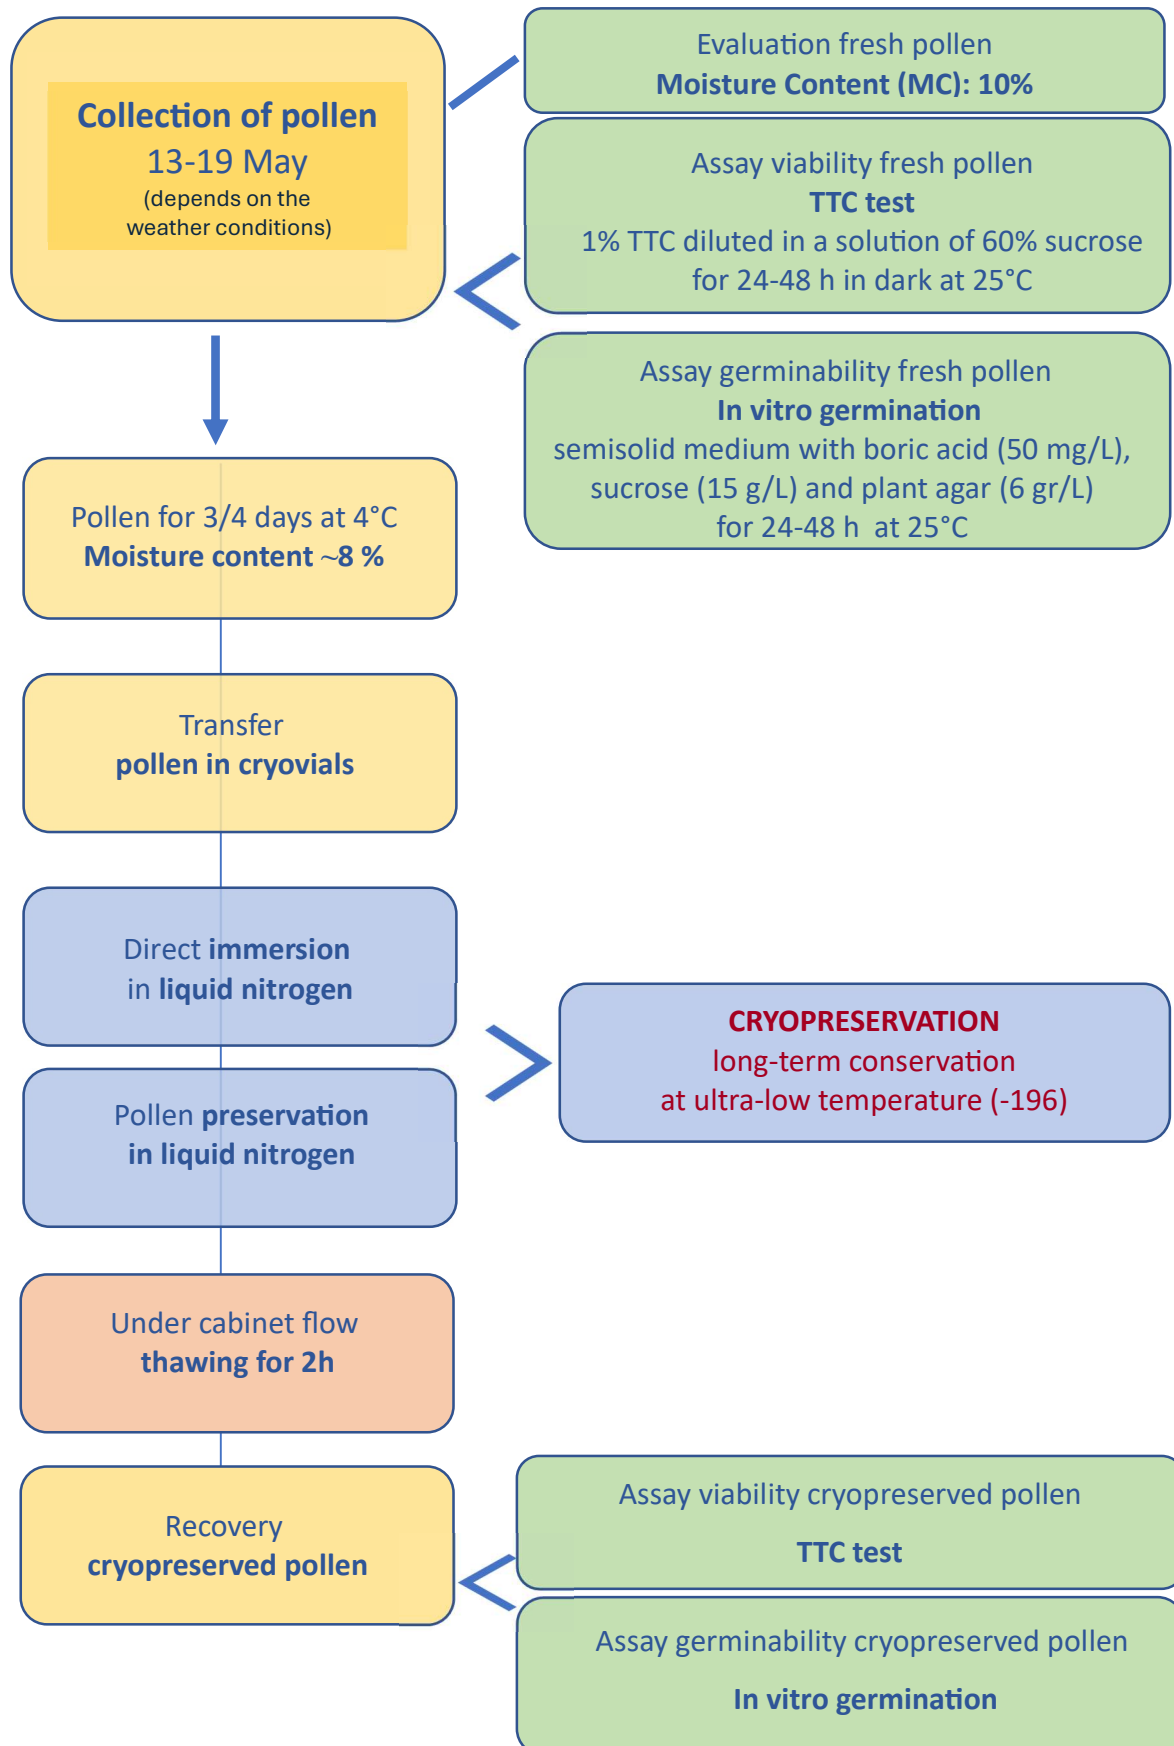 Collection of pollen
13-19 May
(depends on the
weather conditions)
Evaluation fresh pollen
Moisture Content (MC): 10%
Assay viability fresh pollen
TTC test
1% TTC diluted in a solution of 60% sucrose
for 24-48 h in dark at 25°C
Assay germinability fresh pollen
In vitro germination
semisolid medium with boric acid (50 mg/L),
sucrose (15 g/L) and plant agar (6 gr/L)
for 24-48 h at 25°C
Pollen for 3/4 days at 4°C
Moisture content ~8 %
Transfer
pollen in cryovials
Direct immersion
in liquid nitrogen
Pollen preservation
in liquid nitrogen
CRYOPRESERVATION
long-term conservation
at ultra-low temperature (-196)
Under cabinet flow
thawing for 2h
Recovery
cryopreserved pollen
Assay viability cryopreserved pollen
TTC test
Assay germinability cryopreserved pollen
In vitro germination